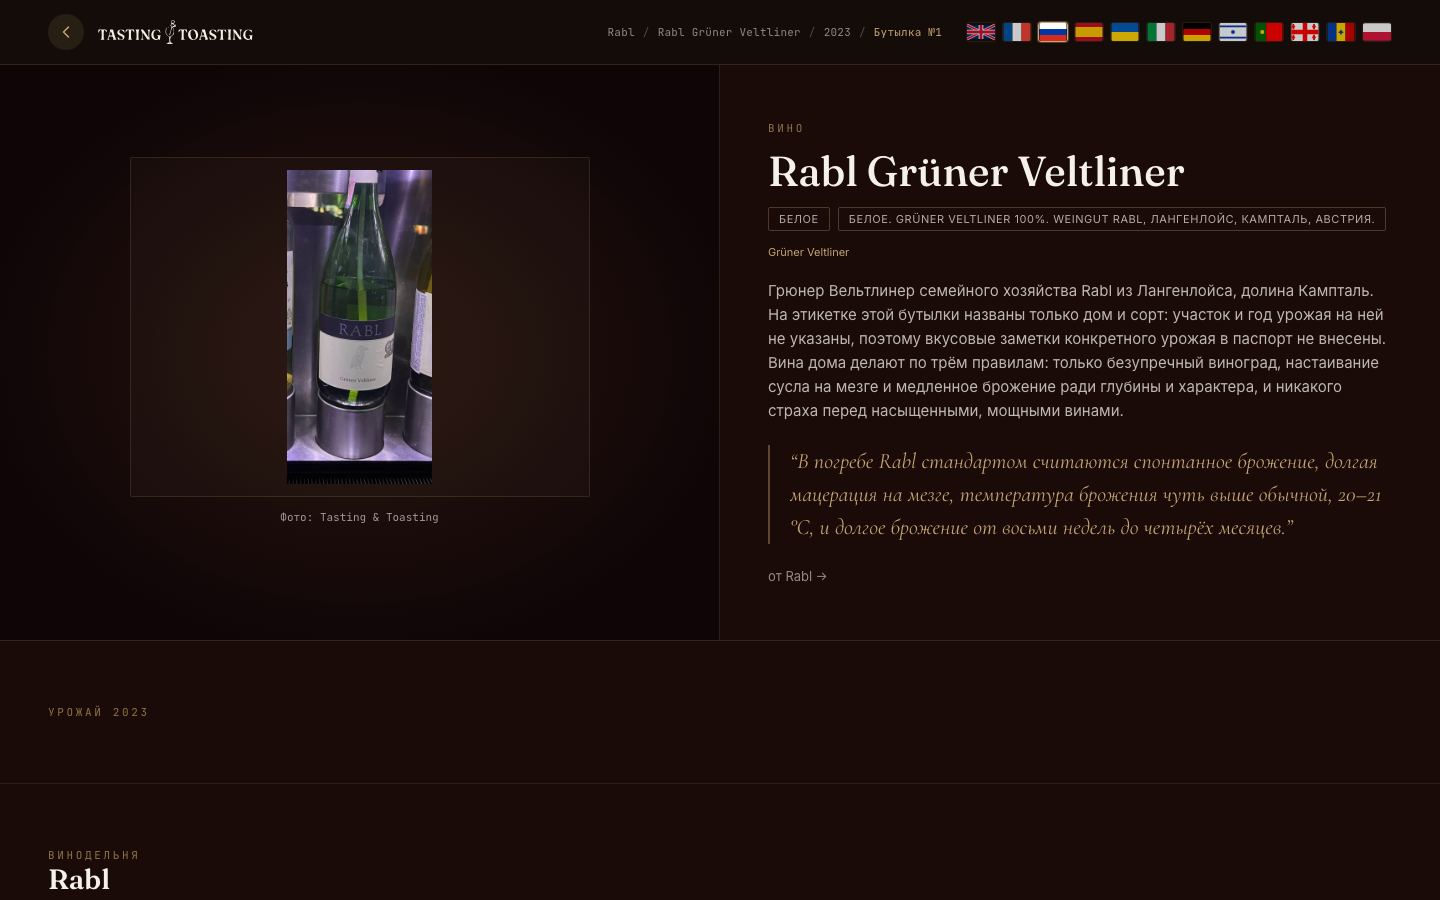 TASTING TOASTING
Rabl / Rabl Grüner Veltliner / 2023 / Бутылка №1
ВИНО
Rabl Grüner Veltliner
БЕЛОЕ
БЕЛОЕ. GRÜNER VELTLINER 100%. WEINGUT RABL, ЛАНГЕНЛОЙС, КАМПТАЛЬ, АВСТРИЯ.
Grüner Veltliner
Грюнер Вельтлинер семейного хозяйства Rabl из Лангенлойса, долина Кампталь.
На этикетке этой бутылки названы только дом и сорт: участок и год урожая на ней
не указаны, поэтому вкусовые заметки конкретного урожая в паспорт не внесены.
Вина дома делают по трём правилам: только безупречный виноград, настаивание
сусла на мезге и медленное брожение ради глубины и характера, и никакого
страха перед насыщенными, мощными винами.
“В погребе Rabl стандартом считаются спонтанное брожение, долгая
мацерация на мезге, температура брожения чуть выше обычной, 20–21
°C, и долгое брожение от восьми недель до четырёх месяцев.”
от Rabl →
RABL
Grüner Veltliner
Фото: Tasting & Toasting
УРОЖАЙ 2023
ВИНОДЕЛЬНЯ
Rabl